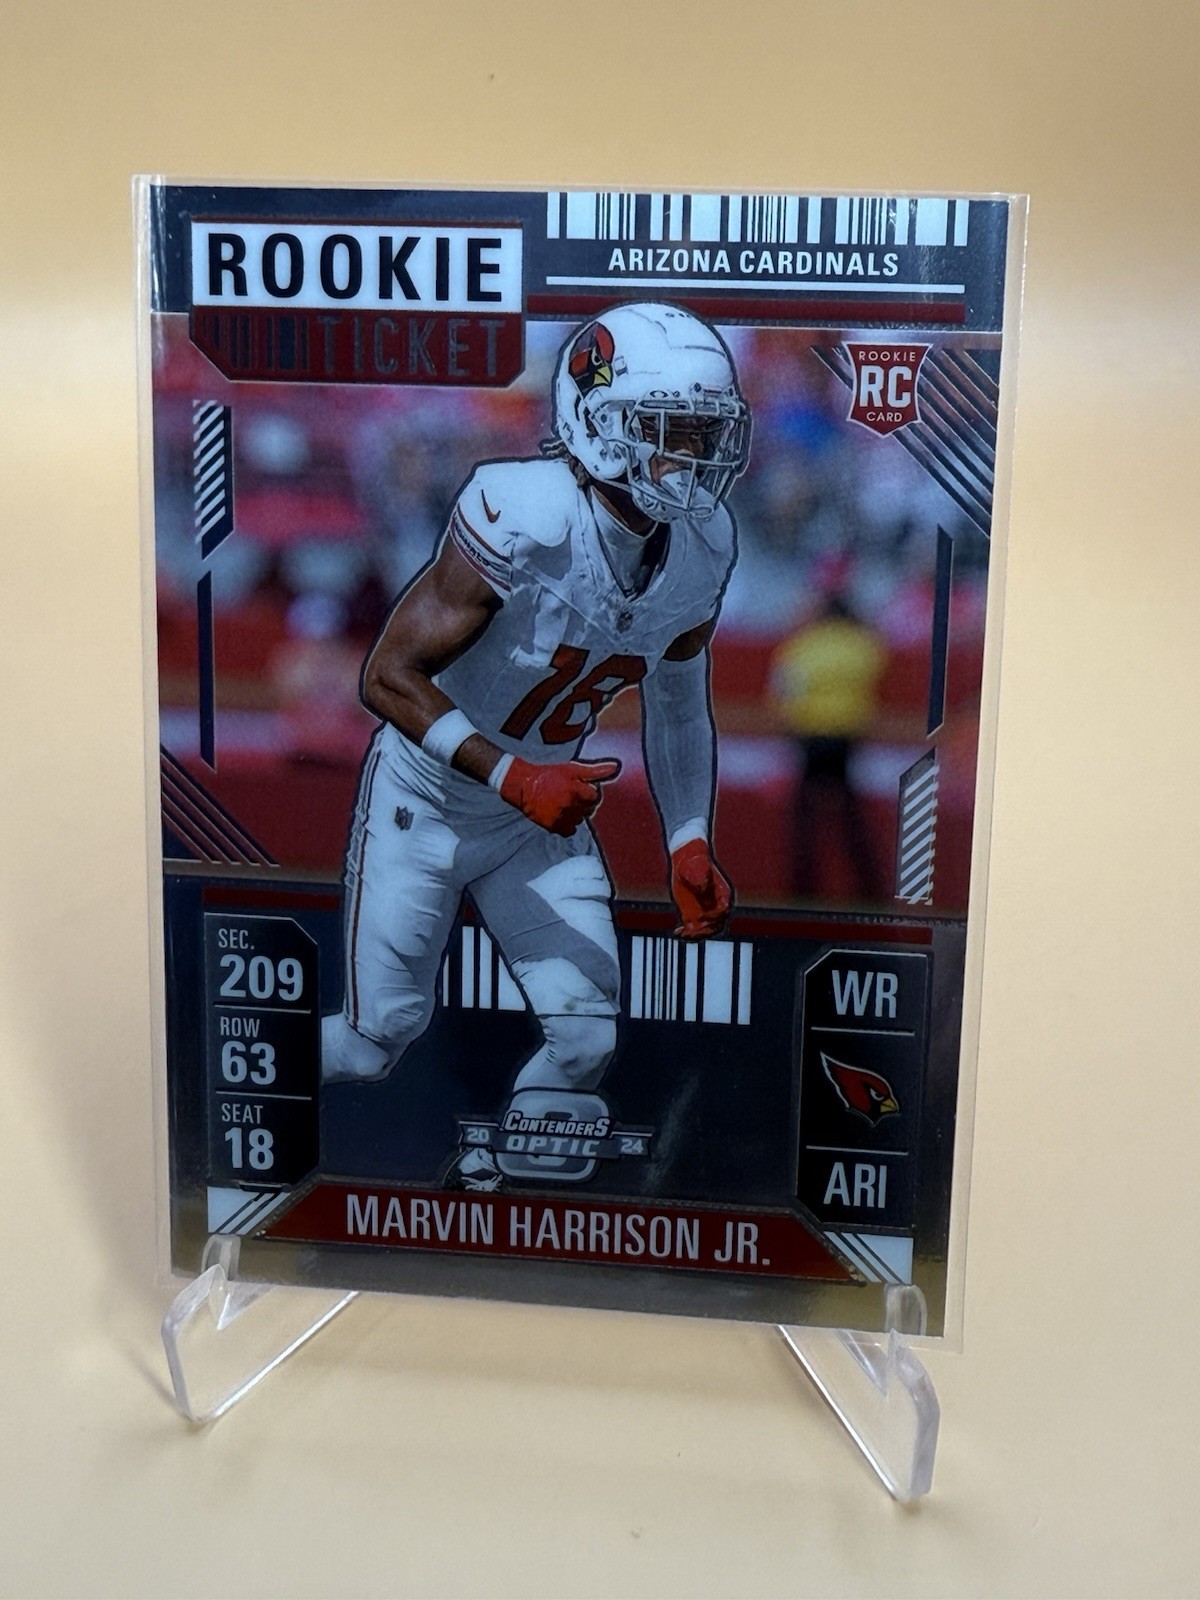 ROOKIE
TICKET
ARIZONA CARDINALS
ROOKIE
RC
CARD
18
SEC.
209
ROW
63
SEAT
18
WR
ARI
20 CONTENDERS 24
OPTIC
MARVIN HARRISON JR.